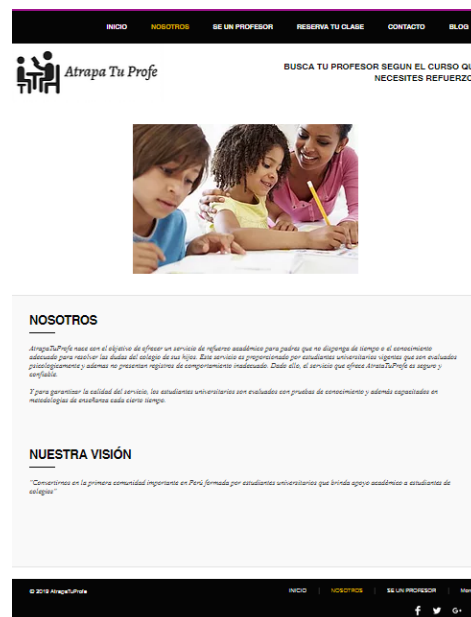 INICIO NOSOTROS SE UN PROFESOR RESERVA TU CLASE CONTACTO BLOG
Atrapa Tu Profe
BUSCA TU PROFESOR SEGUN EL CURSO QU
NECESITES REFUERZO
NOSOTROS
AtrapaTuProfe nace con el objetivo de ofrecer un servicio de refuerzo académico para padres que no disponga de tiempo o el conocimiento
adecuado para resolver las dudas del colegio de sus hijos. Este servicio es proporcionado por estudiantes universitarios vigentes que son evaluados
psicologicamente y ademas no presentan registros de comportamiento inadecuado. Dado ello, el servicio que ofrece AtrataTuProfe es seguro y
confiable.
Y para garantizar la calidad del servicio, los estudiantes universitarios son evaluados con pruebas de conocimiento y además capacitados en
metodologías de enseñanza cada cierto tiempo.
NUESTRA VISIÓN
"Convertirnos en la primera comunidad importante en Perú formada por estudiantes universitarios que brinda apoyo académico a estudiantes de
colegios"
© 2019 AtrapaTuProfe INICIO | NOSOTROS | SE UN PROFESOR | Mar